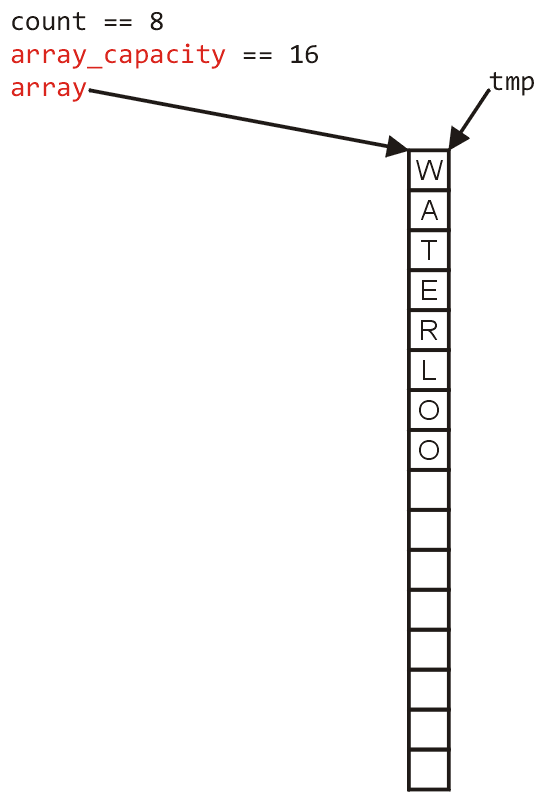 count == 8
array_capacity == 16
array
tmp
W
A
T
E
R
L
O
O